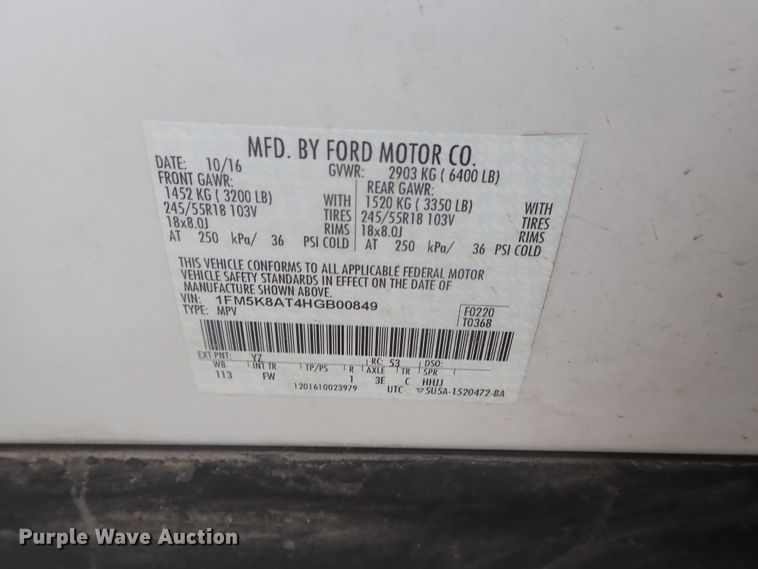 MFD. BY FORD MOTOR CO.
DATE: 10/16 GVWR: 2903 KG ( 6400 LB)
FRONT GAWR: REAR GAWR:
1452 KG ( 3200 LB) WITH 1520 KG ( 3350 LB) WITH
245/55R18 103V TIRES 245/55R18 103V TIRES
18x8.0J RIMS 18x8.0J RIMS
AT 250 kPa/ 36 PSI COLD AT 250 kPa/ 36 PSI COLD
THIS VEHICLE CONFORMS TO ALL APPLICABLE FEDERAL MOTOR
VEHICLE SAFETY STANDARDS IN EFFECT ON THE DATE OF
MANUFACTURE SHOWN ABOVE.
VIN: 1FM5K8AT4HGB00849 F0220
TYPE: MPV T036B
EXT PNT: YZ RC: 53 DSO:
WB INT TR TP/PS R AXLE TR SPR
113 FW 1 3E C HHJJ
1201610023979 UTC ▽5U5A-1520472-BA
Purple Wave Auction